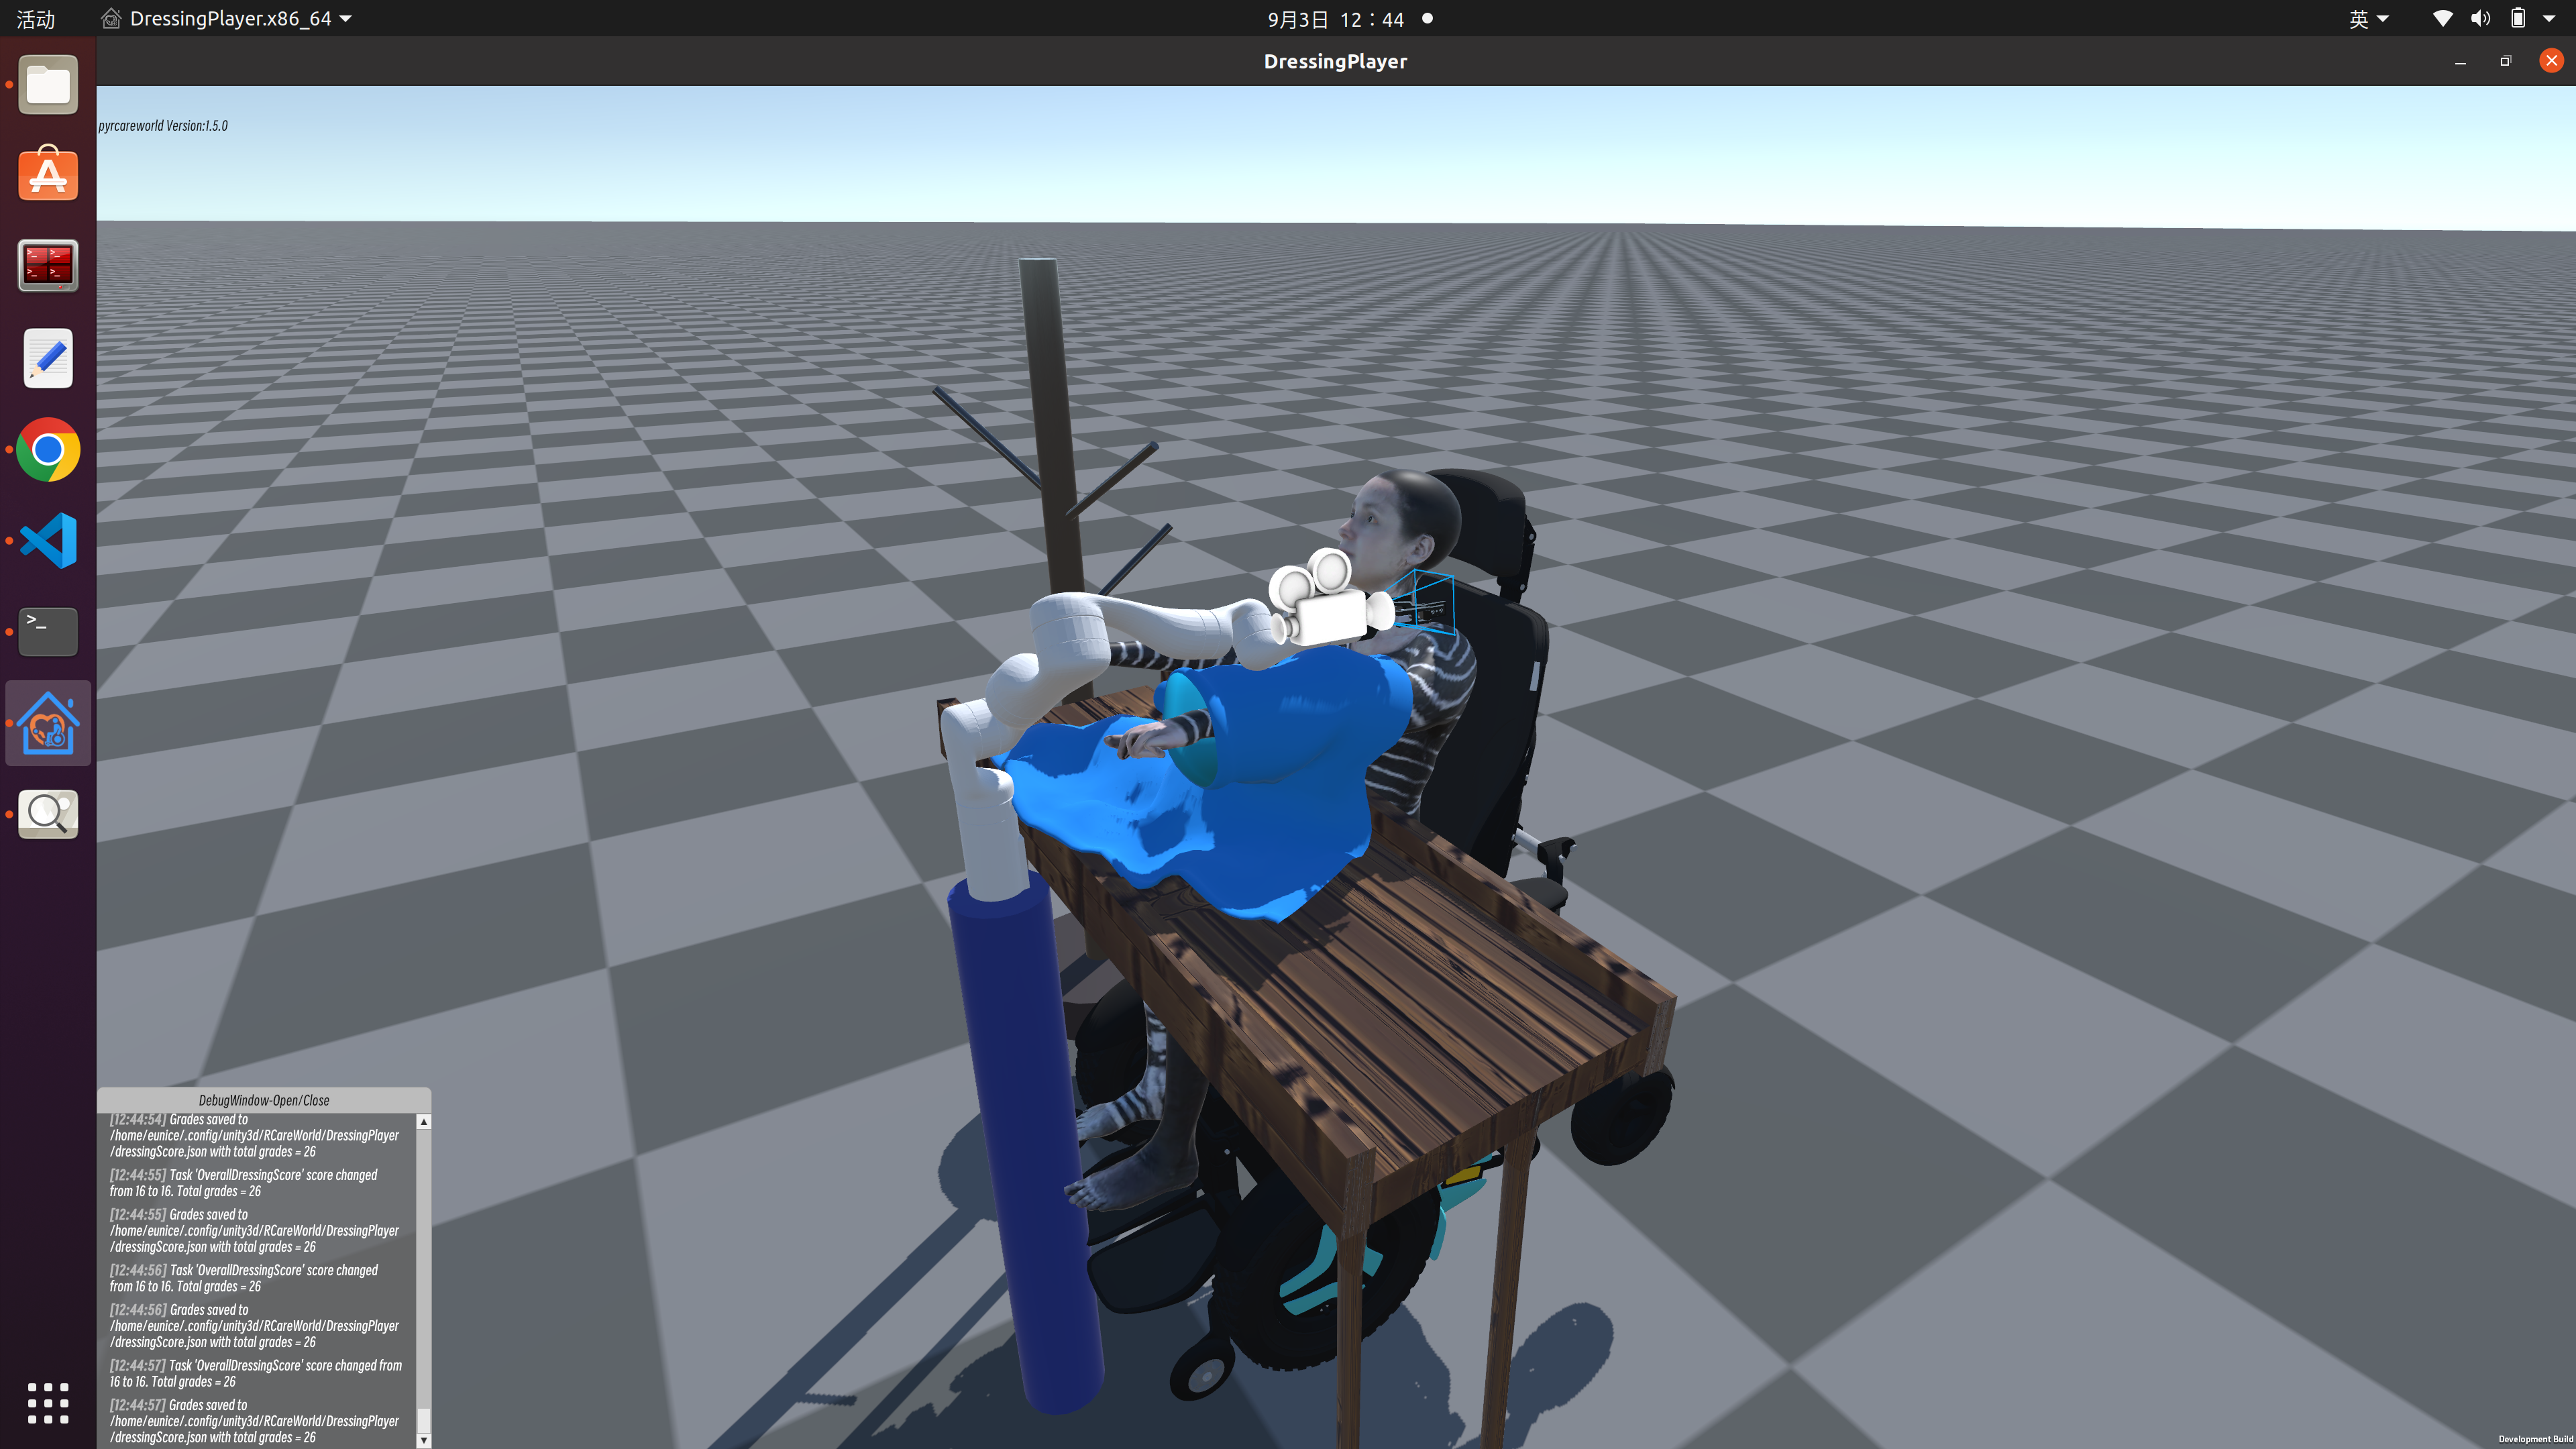 活动
DressingPlayer.x86_64
9月3日 12：44
英
DressingPlayer
pyrcareworld Version:1.5.0
DebugWindow-Open/Close
[12:44:54] Grades saved to
/home/eunice/.config/unity3d/RCareWorld/DressingPlayer
/dressingScore.json with total grades = 26
[12:44:55] Task 'OverallDressingScore' score changed
from 16 to 16. Total grades = 26
[12:44:55] Grades saved to
/home/eunice/.config/unity3d/RCareWorld/DressingPlayer
/dressingScore.json with total grades = 26
[12:44:56] Task 'OverallDressingScore' score changed
from 16 to 16. Total grades = 26
[12:44:56] Grades saved to
/home/eunice/.config/unity3d/RCareWorld/DressingPlayer
/dressingScore.json with total grades = 26
[12:44:57] Task 'OverallDressingScore' score changed from
16 to 16. Total grades = 26
[12:44:57] Grades saved to
/home/eunice/.config/unity3d/RCareWorld/DressingPlayer
/dressingScore.json with total grades = 26
Development Build